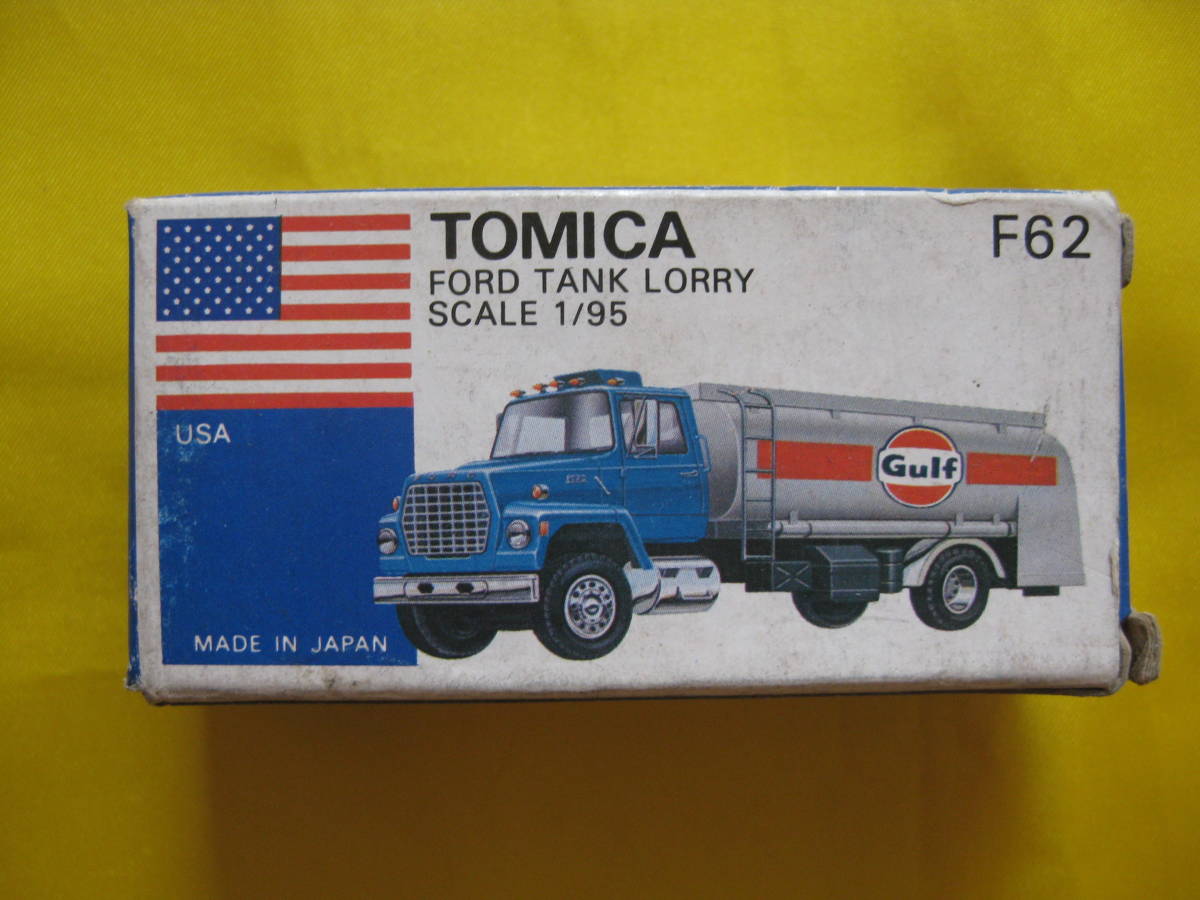 TOMICA
F62
FORD TANK LORRY
SCALE 1/95
USA
Gulf
MADE IN JAPAN